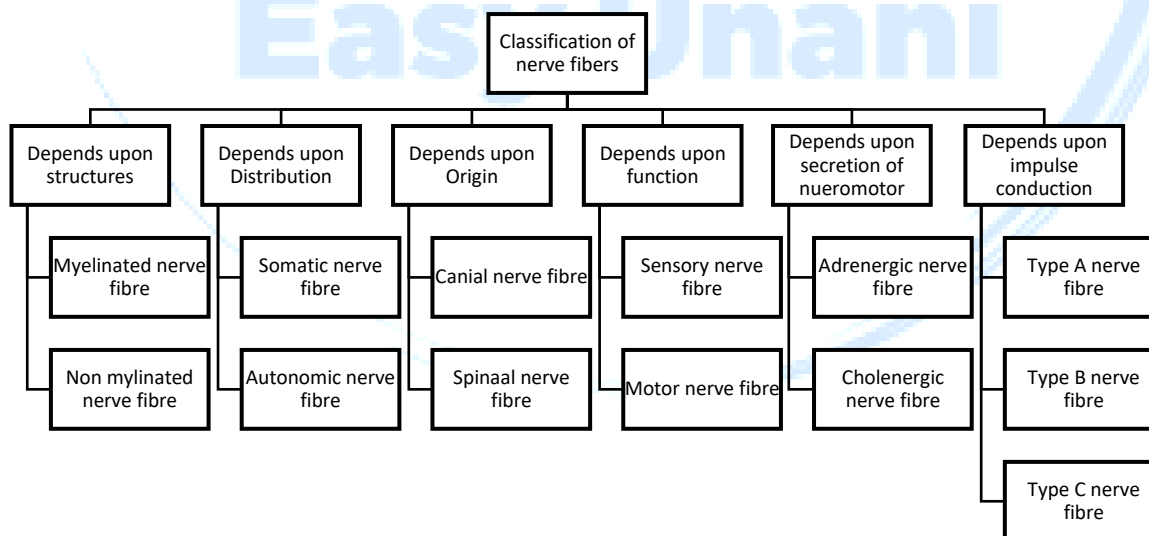 Easy Unani
Classification of
nerve fibers
Depends upon
structures
Depends upon
Distribution
Depends upon
Origin
Depends upon
function
Depends upon
secretion of
nueromotor
Depends upon
impulse
conduction
Myelinated nerve
fibre
Somatic nerve
fibre
Canial nerve fibre
Sensory nerve
fibre
Adrenergic nerve
fibre
Type A nerve
fibre
Non mylinated
nerve fibre
Autonomic nerve
fibre
Spinaal nerve
fibre
Motor nerve fibre
Cholenergic
nerve fibre
Type B nerve
fibre
Type C nerve
fibre